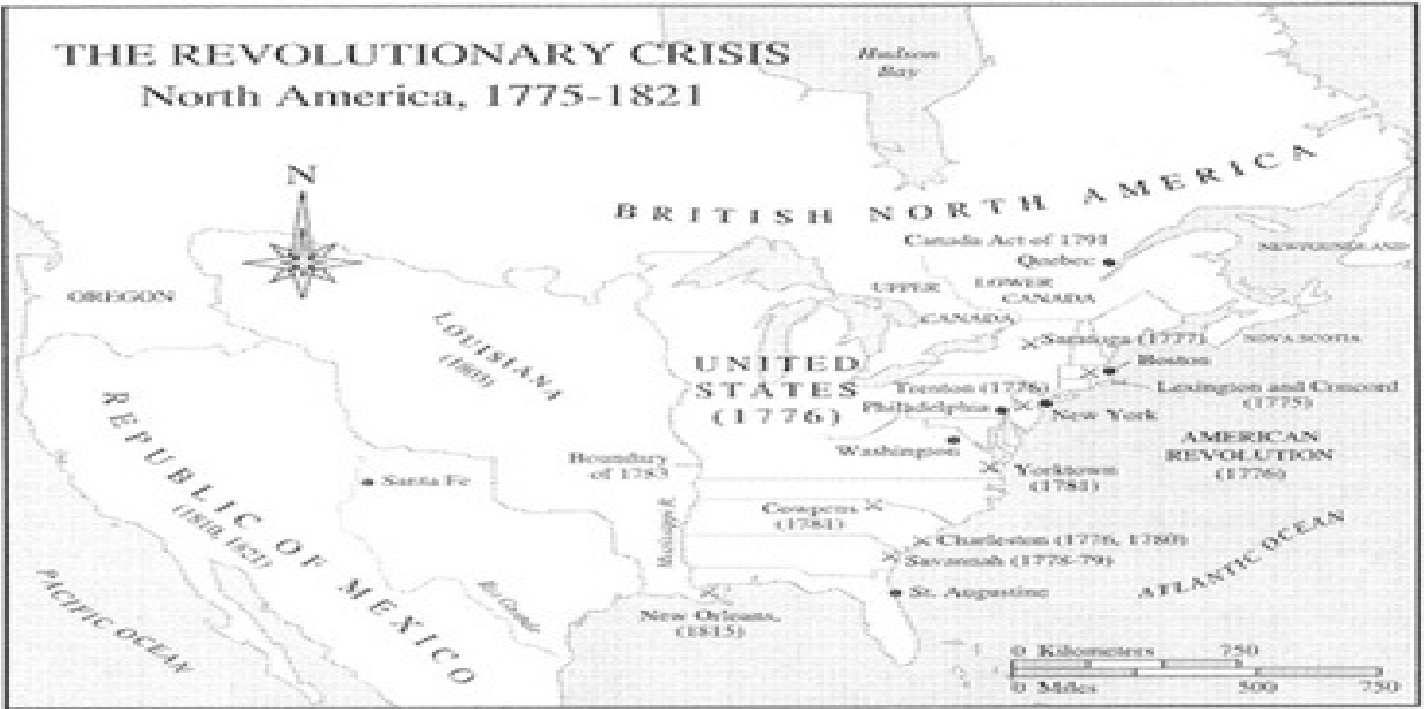 THE REVOLUTIONARY CRISIS
North America, 1775-1821
Hudson
Bay
N
BRITISH NORTH AMERICA
Canada Act of 1791
Quebec
NEWFOUNDLAND
OREGON
UPPER
CANADA
LOWER
CANADA
LOUISIANA
(1803)
UNITED
STATES
(1776)
Saratoga (1777)
NOVA SCOTIA
Boston
Trenton (1776)
Lexington and Concord
(1775)
Philadelphia
New York
REPUBLIC OF MEXICO
Washington
AMERICAN
REVOLUTION
(1776)
Boundary
of 1783
Yorktown
(1781)
Santa Fe
Mississippi R.
Cowpens
(1781)
Charleston (1776, 1780)
Savannah (1778-79)
ATLANTIC OCEAN
PACIFIC OCEAN
St. Augustine
New Orleans,
(1815)
0 Kilometers 750
0 Miles 500 750